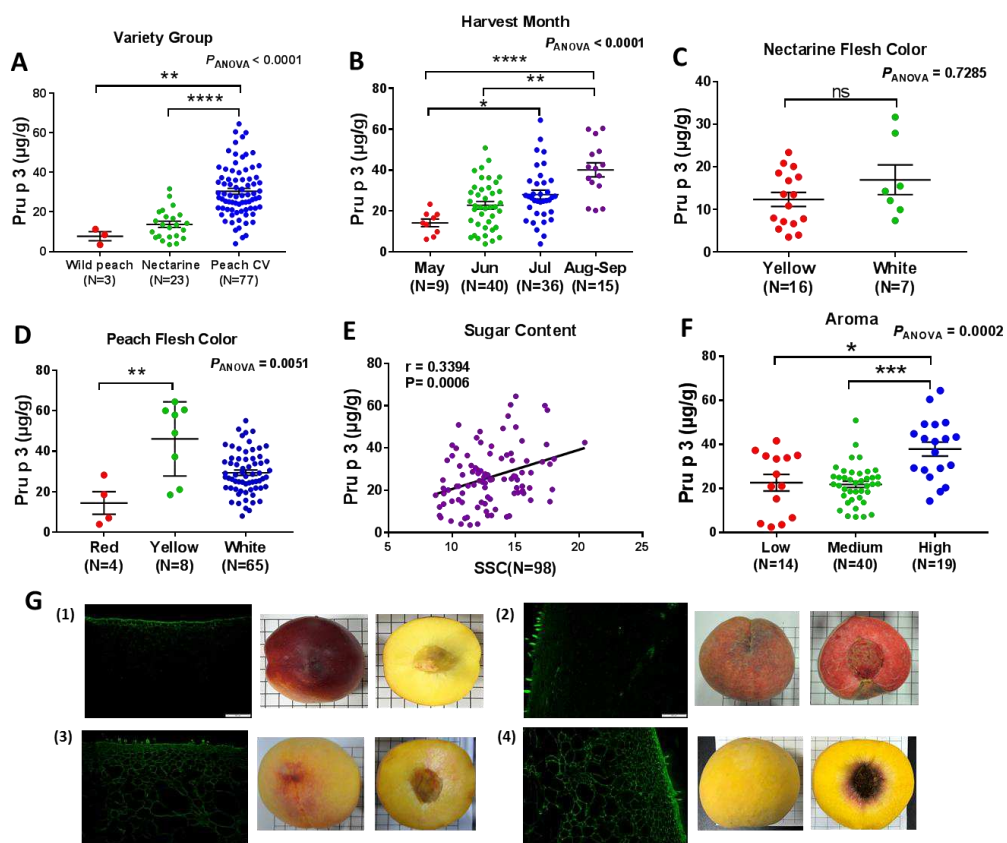 A
Variety Group
P ANOVA < 0.0001
**
****
Pru p 3 (µg/g)
80
60
40
20
0
Wild peach
(N=3)
Nectarine
(N=23)
Peach CV
(N=77)
B
Harvest Month
P ANOVA < 0.0001
****
**
*
Pru p 3 (µg/g)
80
60
40
20
0
May
(N=9)
Jun
(N=40)
Jul
(N=36)
Aug-Sep
(N=15)
C
Nectarine Flesh Color
P ANOVA = 0.7285
ns
Pru p 3 (µg/g)
40
30
20
10
0
Yellow
(N=16)
White
(N=7)
D
Peach Flesh Color
P ANOVA = 0.0051
**
Pru p 3 (µg/g)
80
60
40
20
0
Red
(N=4)
Yellow
(N=8)
White
(N=65)
E
Sugar Content
r = 0.3394
P= 0.0006
Pru p 3 (µg/g)
80
60
40
20
0
5 10 15 20 25
SSC(N=98)
F
Aroma
P ANOVA = 0.0002
*
***
Pru p 3 (µg/g)
80
60
40
20
0
Low
(N=14)
Medium
(N=40)
High
(N=19)
G
(1)
(2)
(3)
(4)